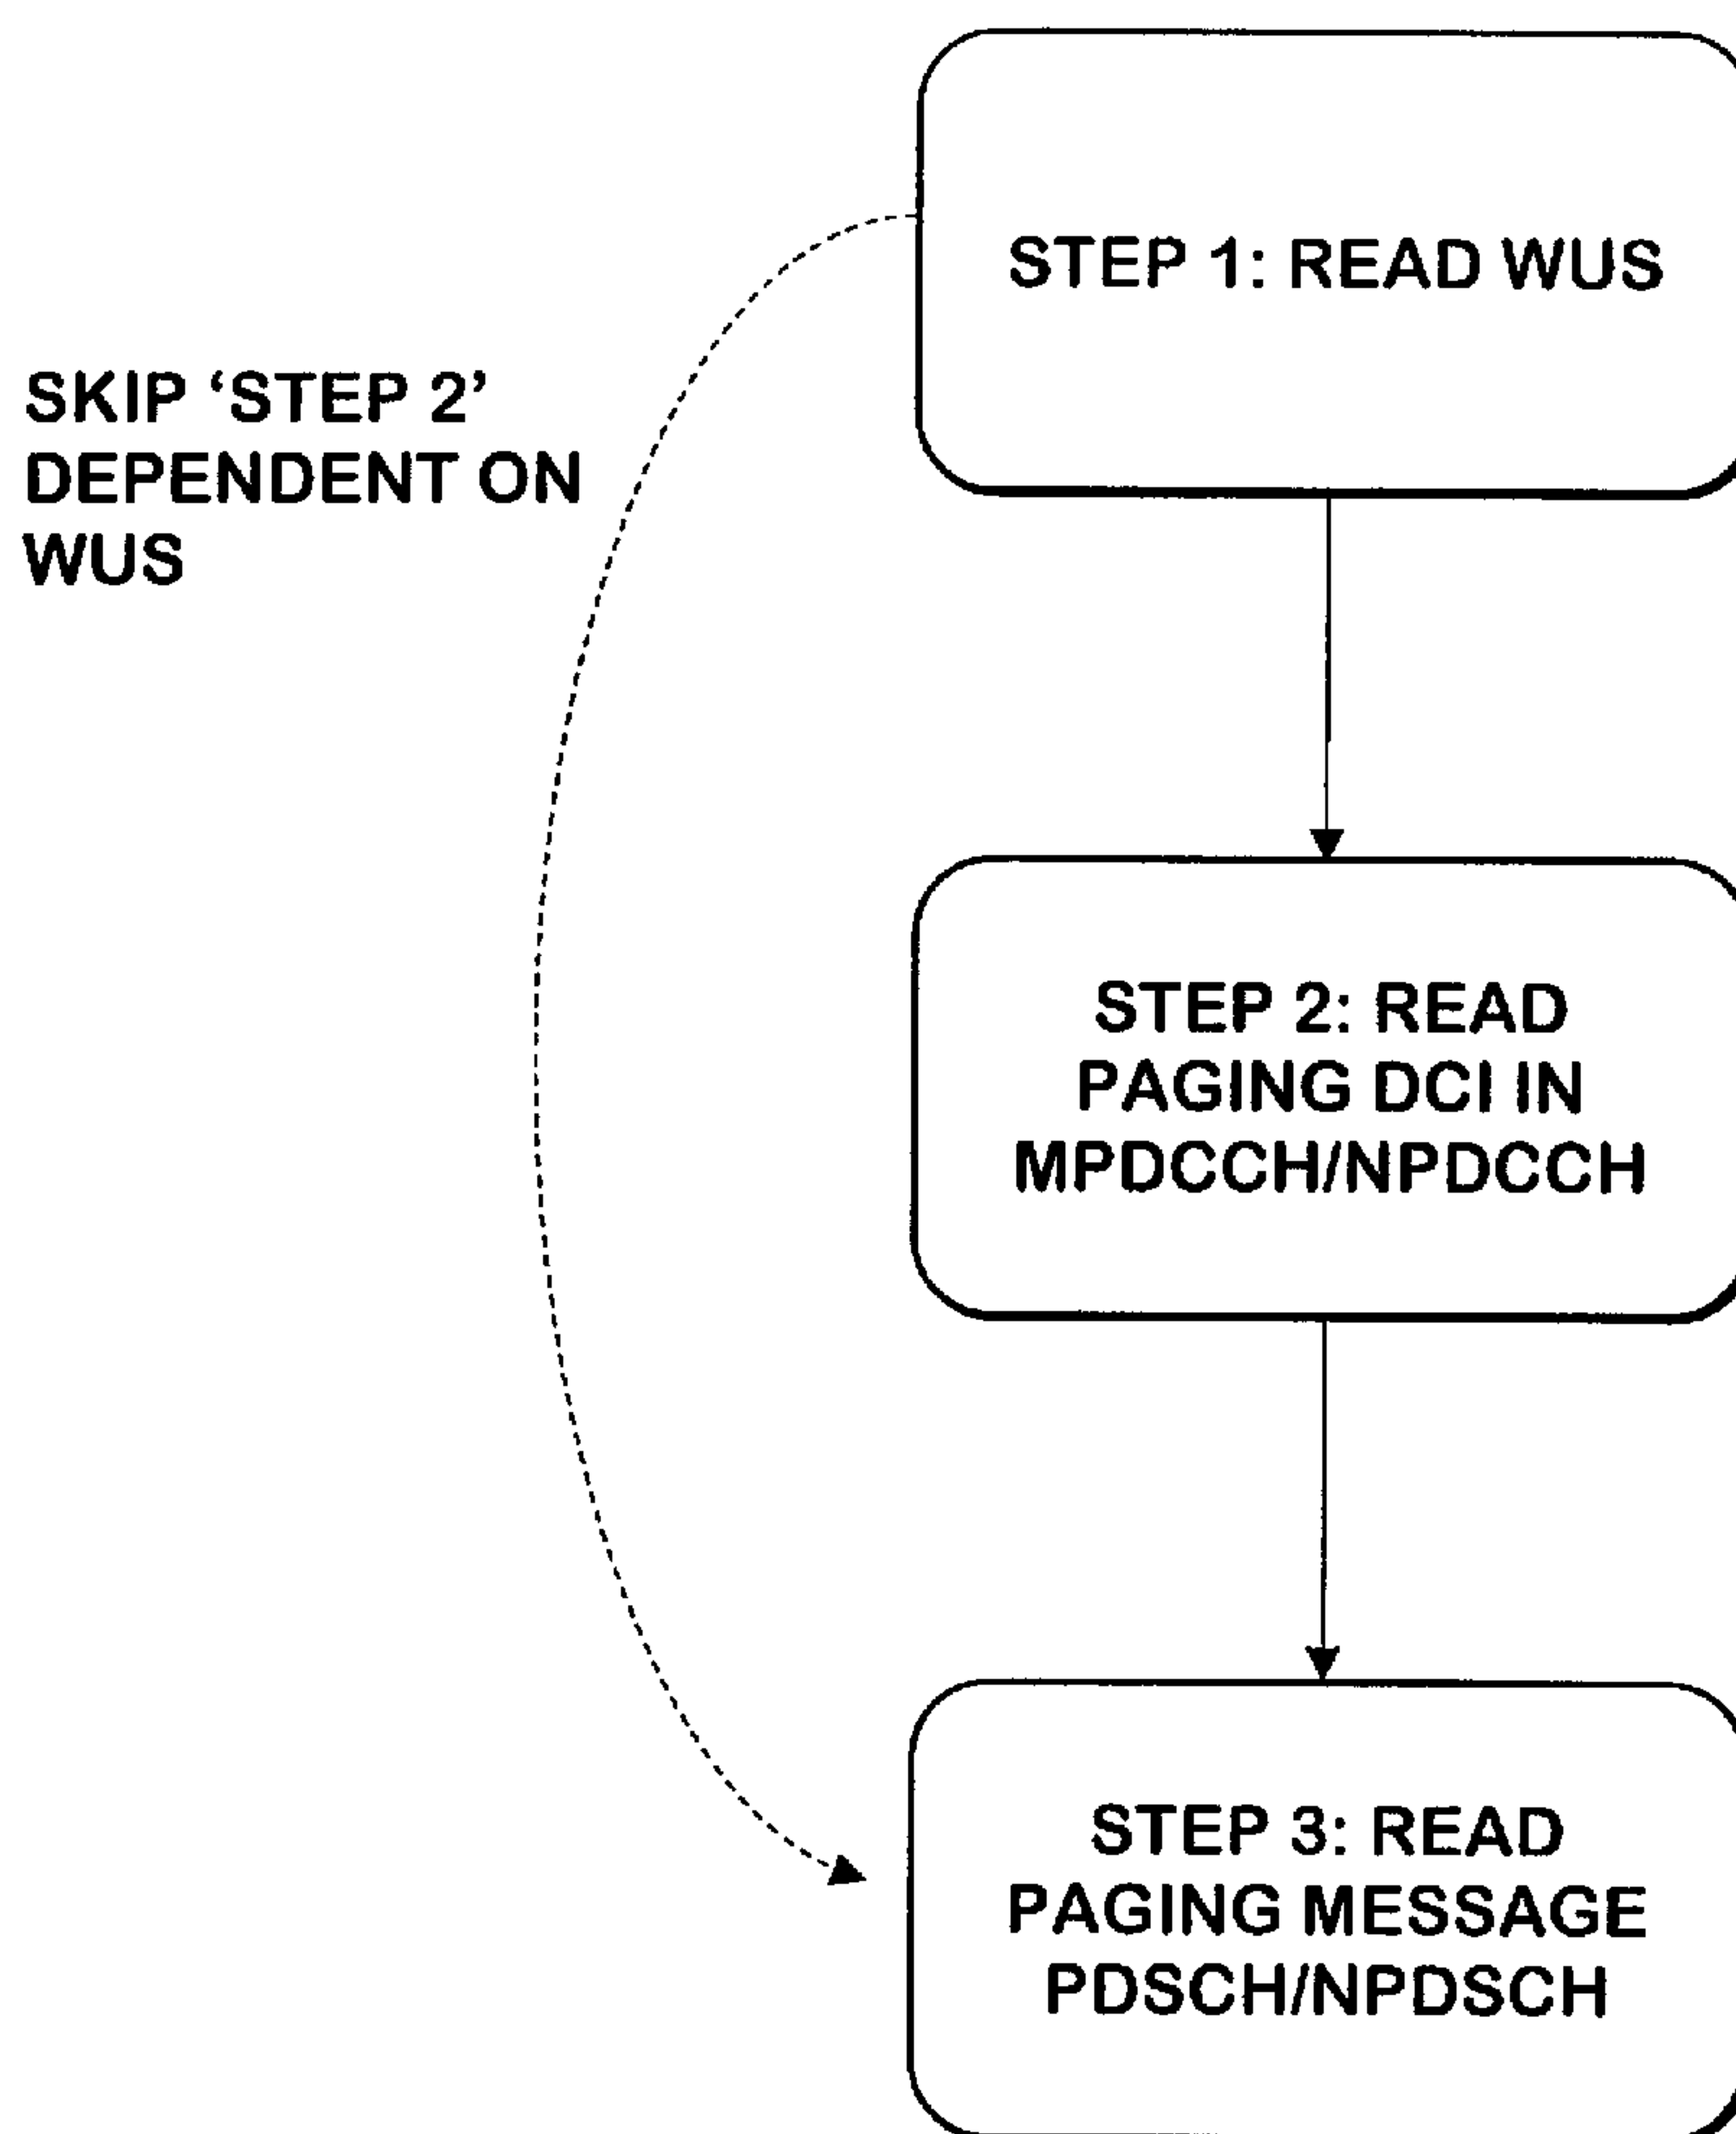 STEP 1: READ WUS
SKIP ‘STEP 2’
DEPENDENT ON
WUS
STEP 2: READ
PAGING DCI IN
MPDCCH/NPDCCH
STEP 3: READ
PAGING MESSAGE
PDSCH/NPDSCH